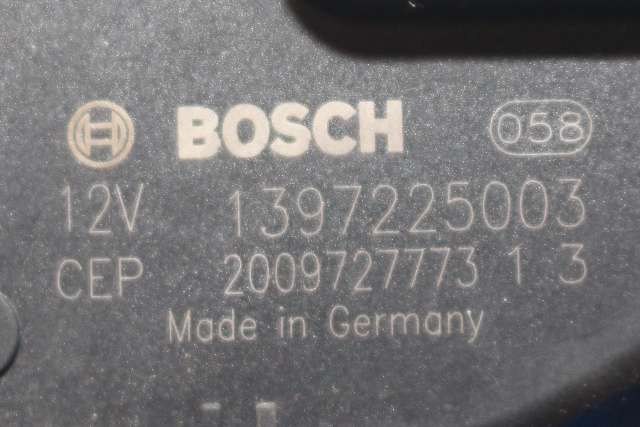 BOSCH 058
12V 1397225003
CEP 2009727773 1 3
Made in Germany